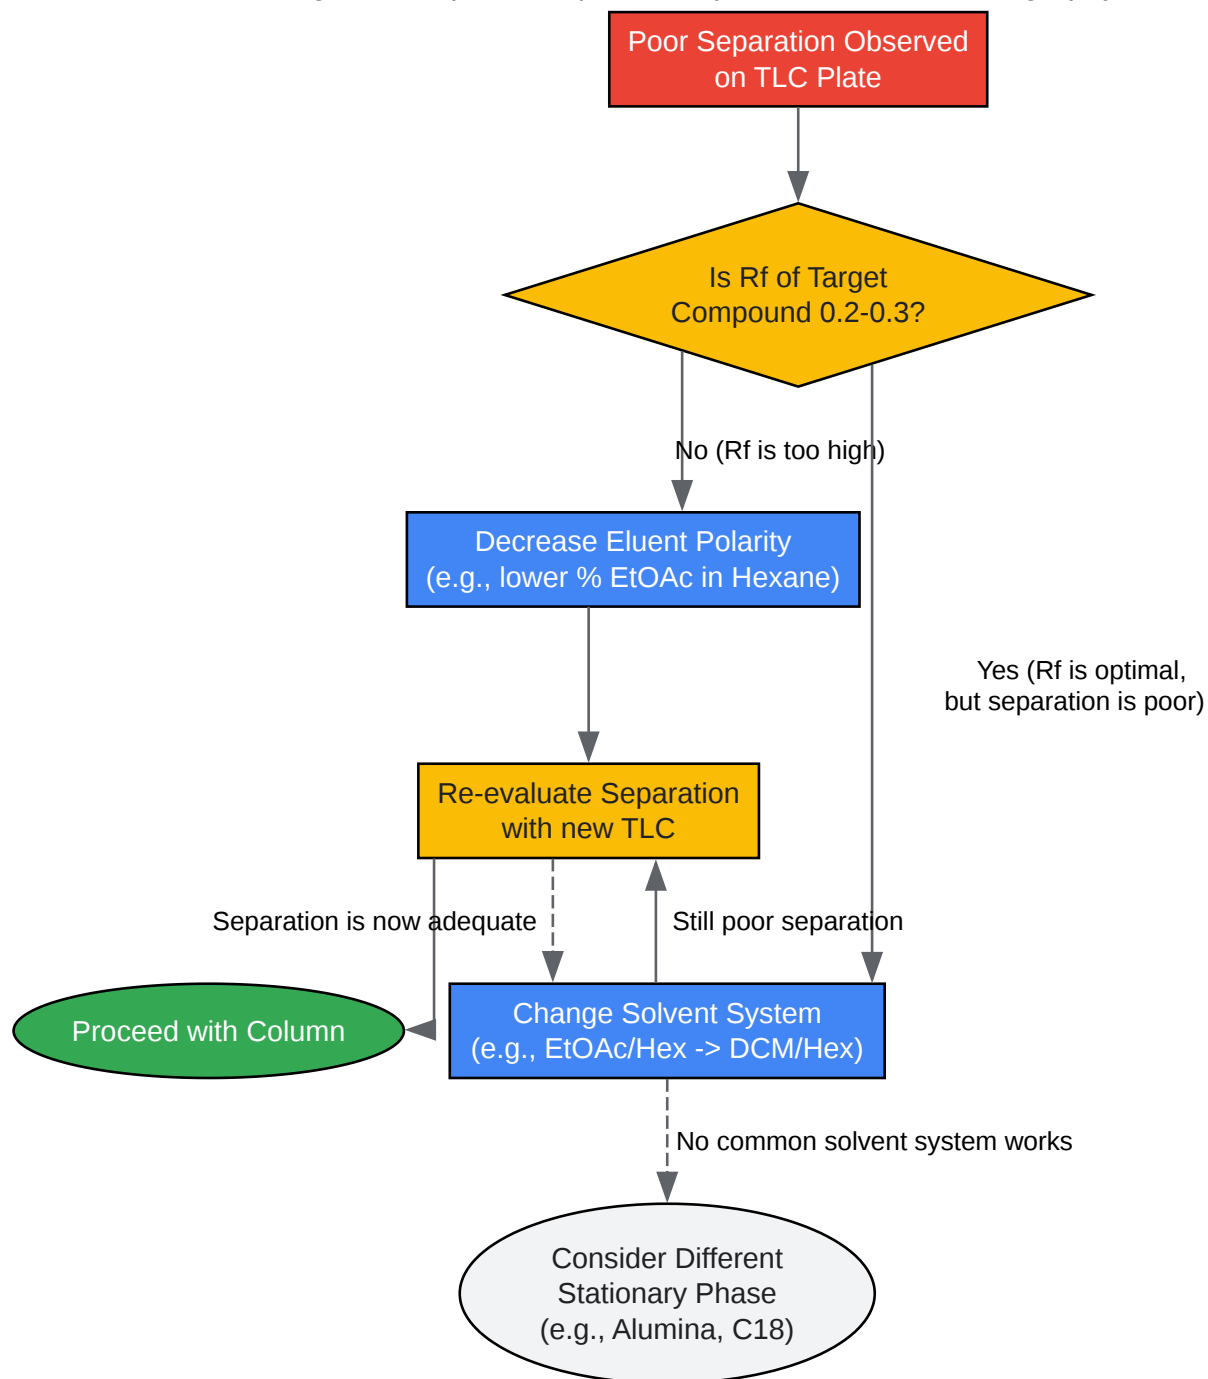 Poor Separation Observed
on TLC Plate
Is Rf of Target
Compound 0.2-0.3?
No (Rf is too high)
Decrease Eluent Polarity
(e.g., lower % EtOAc in Hexane)
Yes (Rf is optimal,
but separation is poor)
Re-evaluate Separation
with new TLC
Separation is now adequate
Still poor separation
Proceed with Column
Change Solvent System
(e.g., EtOAc/Hex -> DCM/Hex)
No common solvent system works
Consider Different
Stationary Phase
(e.g., Alumina, C18)